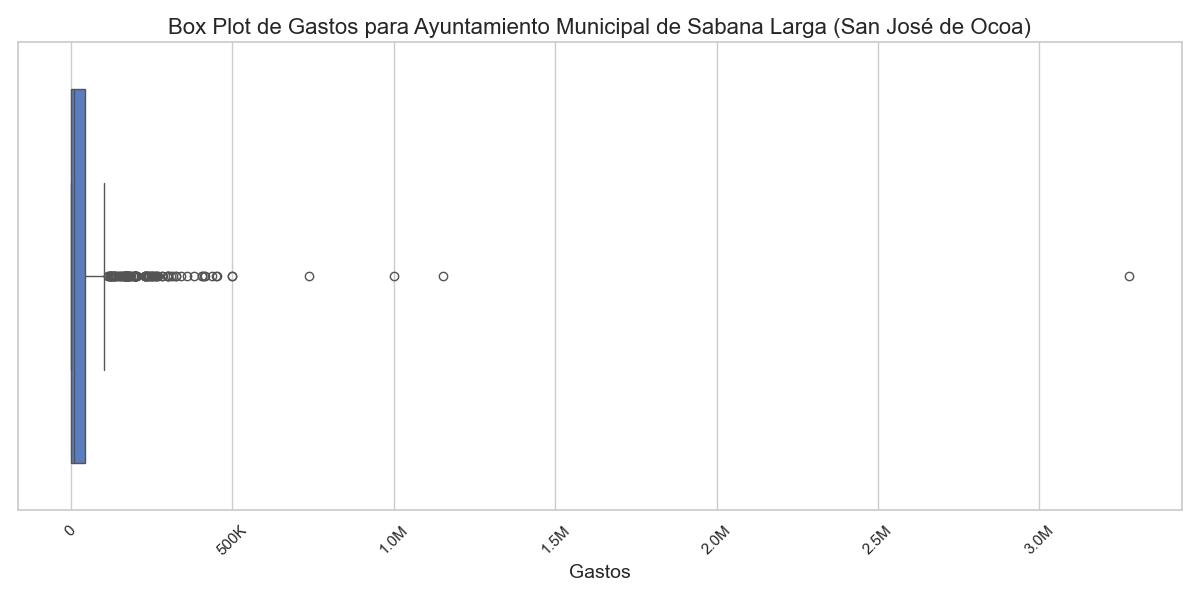 Box Plot de Gastos para Ayuntamiento Municipal de Sabana Larga (San José de Ocoa)
0 500K 1.0M 1.5M 2.0M 2.5M 3.0M
Gastos